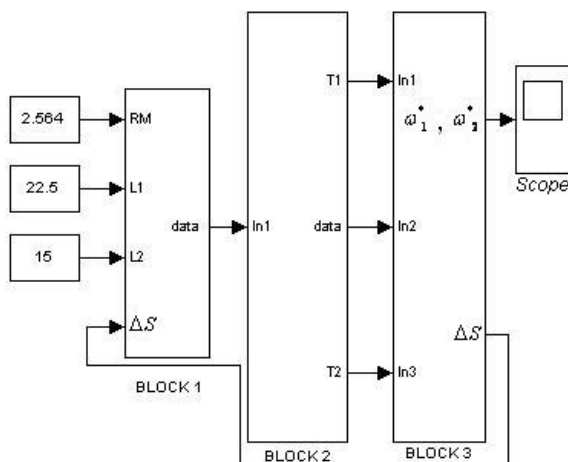 2.564
22.5
15
RM
L1
L2
ΔS
data
BLOCK 1
In1
T1
data
T2
BLOCK 2
In1
In2
In3
ω*1 , ω*2
ΔS
BLOCK 3
Scope